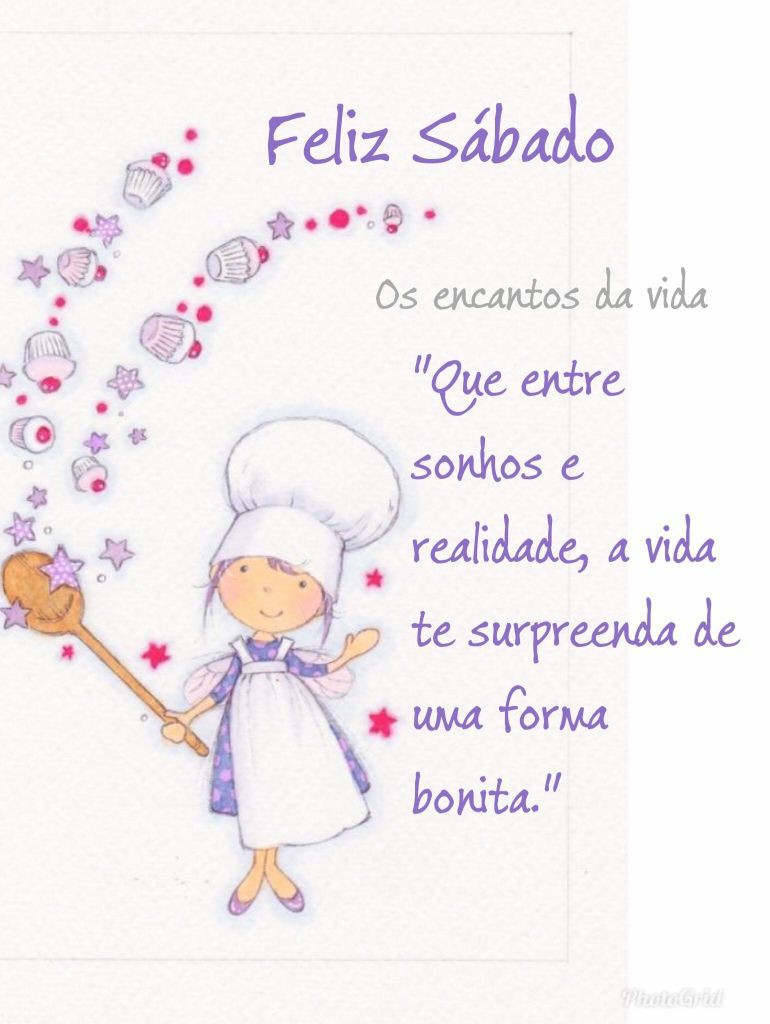 Feliz Sábado
Os encantos da vida
"Que entre
sonhos e
realidade, a vida
te surpreenda de
uma forma
bonita."
PhotoGrid